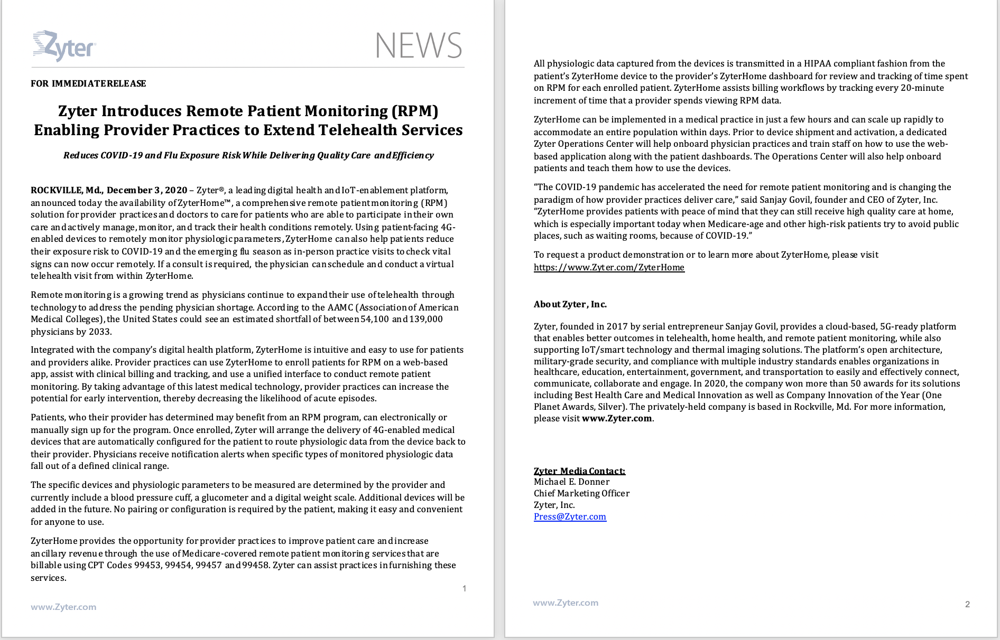 Zyter®
NEWS
FOR IMMEDIATE RELEASE
Zyter Introduces Remote Patient Monitoring (RPM)
Enabling Provider Practices to Extend Telehealth Services
Reduces COVID-19 and Flu Exposure Risk While Delivering Quality Care and Efficiency
ROCKVILLE, Md., December 3, 2020 – Zyter®, a leading digital health and IoT-enablement platform,
announced today the availability of ZyterHome™, a comprehensive remote patient monitoring (RPM)
solution for provider practices and doctors to care for patients who are able to participate in their own
care and actively manage, monitor, and track their health conditions remotely. Using patient-facing 4G-
enabled devices to remotely monitor physiologic parameters, ZyterHome can also help patients reduce
their exposure risk to COVID-19 and the emerging flu season as in-person practice visits to check vital
signs can now occur remotely. If a consult is required, the physician can schedule and conduct a virtual
telehealth visit from within ZyterHome.
Remote monitoring is a growing trend as physicians continue to expand their use of telehealth through
technology to address the pending physician shortage. According to the AAMC (Association of American
Medical Colleges), the United States could see an estimated shortfall of between 54,100 and 139,000
physicians by 2033.
Integrated with the company’s digital health platform, ZyterHome is intuitive and easy to use for patients
and providers alike. Provider practices can use ZyterHome to enroll patients for RPM on a web-based
app, assist with clinical billing and tracking, and use a unified interface to conduct remote patient
monitoring. By taking advantage of this latest medical technology, provider practices can increase the
potential for early intervention, thereby decreasing the likelihood of acute episodes.
Patients, who their provider has determined may benefit from an RPM program, can electronically or
manually sign up for the program. Once enrolled, Zyter will arrange the delivery of 4G-enabled medical
devices that are automatically configured for the patient to route physiologic data from the device back to
their provider. Physicians receive notification alerts when specific types of monitored physiologic data
fall out of a defined clinical range.
The specific devices and physiologic parameters to be measured are determined by the provider and
currently include a blood pressure cuff, a glucometer and a digital weight scale. Additional devices will be
added in the future. No pairing or configuration is required by the patient, making it easy and convenient
for anyone to use.
ZyterHome provides the opportunity for provider practices to improve patient care and increase
ancillary revenue through the use of Medicare-covered remote patient monitoring services that are
billable using CPT Codes 99453, 99454, 99457 and 99458. Zyter can assist practices in furnishing these
services.
1
www.Zyter.com
All physiologic data captured from the devices is transmitted in a HIPAA compliant fashion from the
patient’s ZyterHome device to the provider’s ZyterHome dashboard for review and tracking of time spent
on RPM for each enrolled patient. ZyterHome assists billing workflows by tracking every 20-minute
increment of time that a provider spends viewing RPM data.
ZyterHome can be implemented in a medical practice in just a few hours and can scale up rapidly to
accommodate an entire population within days. Prior to device shipment and activation, a dedicated
Zyter Operations Center will help onboard physician practices and train staff on how to use the web-
based application along with the patient dashboards. The Operations Center will also help onboard
patients and teach them how to use the devices.
“The COVID-19 pandemic has accelerated the need for remote patient monitoring and is changing the
paradigm of how provider practices deliver care,” said Sanjay Govil, founder and CEO of Zyter, Inc.
“ZyterHome provides patients with peace of mind that they can still receive high quality care at home,
which is especially important today when Medicare-age and other high-risk patients try to avoid public
places, such as waiting rooms, because of COVID-19.”
To request a product demonstration or to learn more about ZyterHome, please visit
https://www.Zyter.com/ZyterHome
About Zyter, Inc.
Zyter, founded in 2017 by serial entrepreneur Sanjay Govil, provides a cloud-based, 5G-ready platform
that enables better outcomes in telehealth, home health, and remote patient monitoring, while also
supporting IoT/smart technology and thermal imaging solutions. The platform’s open architecture,
military-grade security, and compliance with multiple industry standards enables organizations in
healthcare, education, entertainment, government, and transportation to easily and effectively connect,
communicate, collaborate and engage. In 2020, the company won more than 50 awards for its solutions
including Best Health Care and Medical Innovation as well as Company Innovation of the Year (One
Planet Awards, Silver). The privately-held company is based in Rockville, Md. For more information,
please visit www.Zyter.com.
Zyter Media Contact:
Michael E. Donner
Chief Marketing Officer
Zyter, Inc.
Press@Zyter.com
www.Zyter.com
2